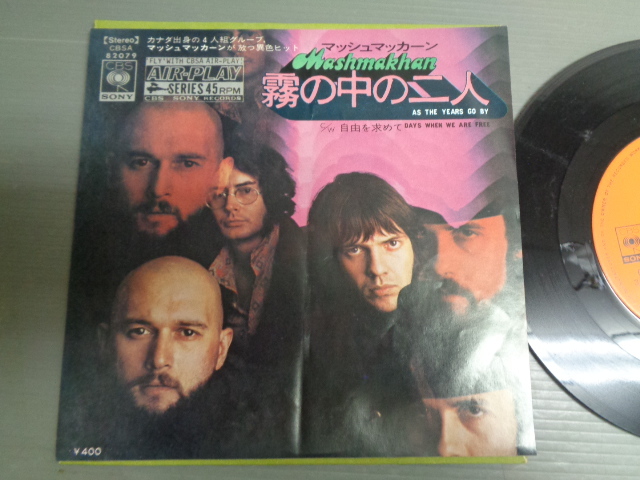 [Stereo]
CBSA
82079
カナダ出身の4人組グループ、
マッシュマッカーンが放つ異色ヒット
CBS
SONY
FLY WITH CBSA AIR-PLAY!
AIR-PLAY
SERIES 45 RPM
CBS SONY RECORDS
マッシュマッカーン
Mashmakhan
霧の中の二人
AS THE YEARS GO BY
C/W 自由を求めて DAYS WHEN WE ARE FREE
¥400